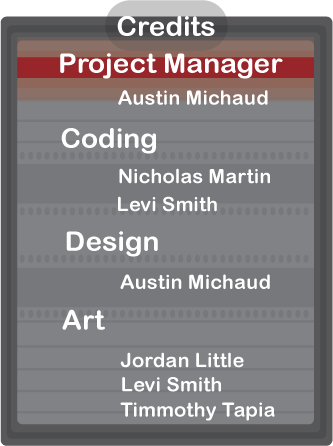 Credits
Project Manager
Austin Michaud
Coding
Nicholas Martin
Levi Smith
Design
Austin Michaud
Art
Jordan Little
Levi Smith
Timmothy Tapia